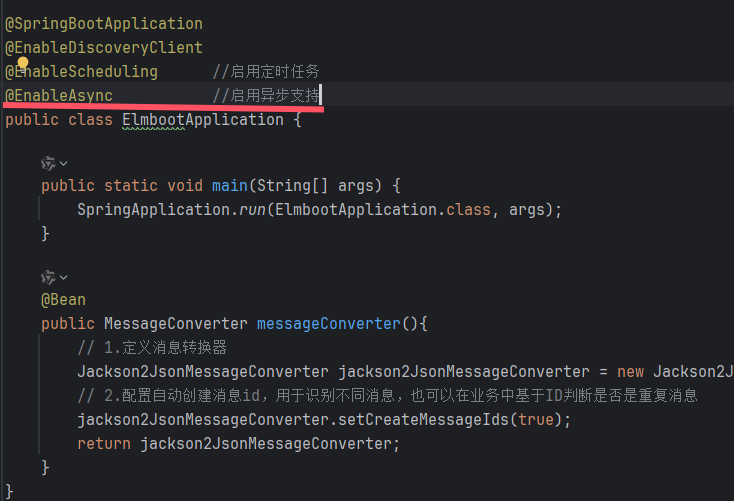 @SpringBootApplication
@EnableDiscoveryClient
@EnableScheduling //启用定时任务
@EnableAsync //启用异步支持
public class ElmbootApplication {
public static void main(String[] args) {
SpringApplication.run(ElmbootApplication.class, args);
}
@Bean
public MessageConverter messageConverter(){
// 1.定义消息转换器
Jackson2JsonMessageConverter jackson2JsonMessageConverter = new Jackson2J
// 2.配置自动创建消息id，用于识别不同消息，也可以在业务中基于ID判断是否是重复消息
jackson2JsonMessageConverter.setCreateMessageIds(true);
return jackson2JsonMessageConverter;
}
}